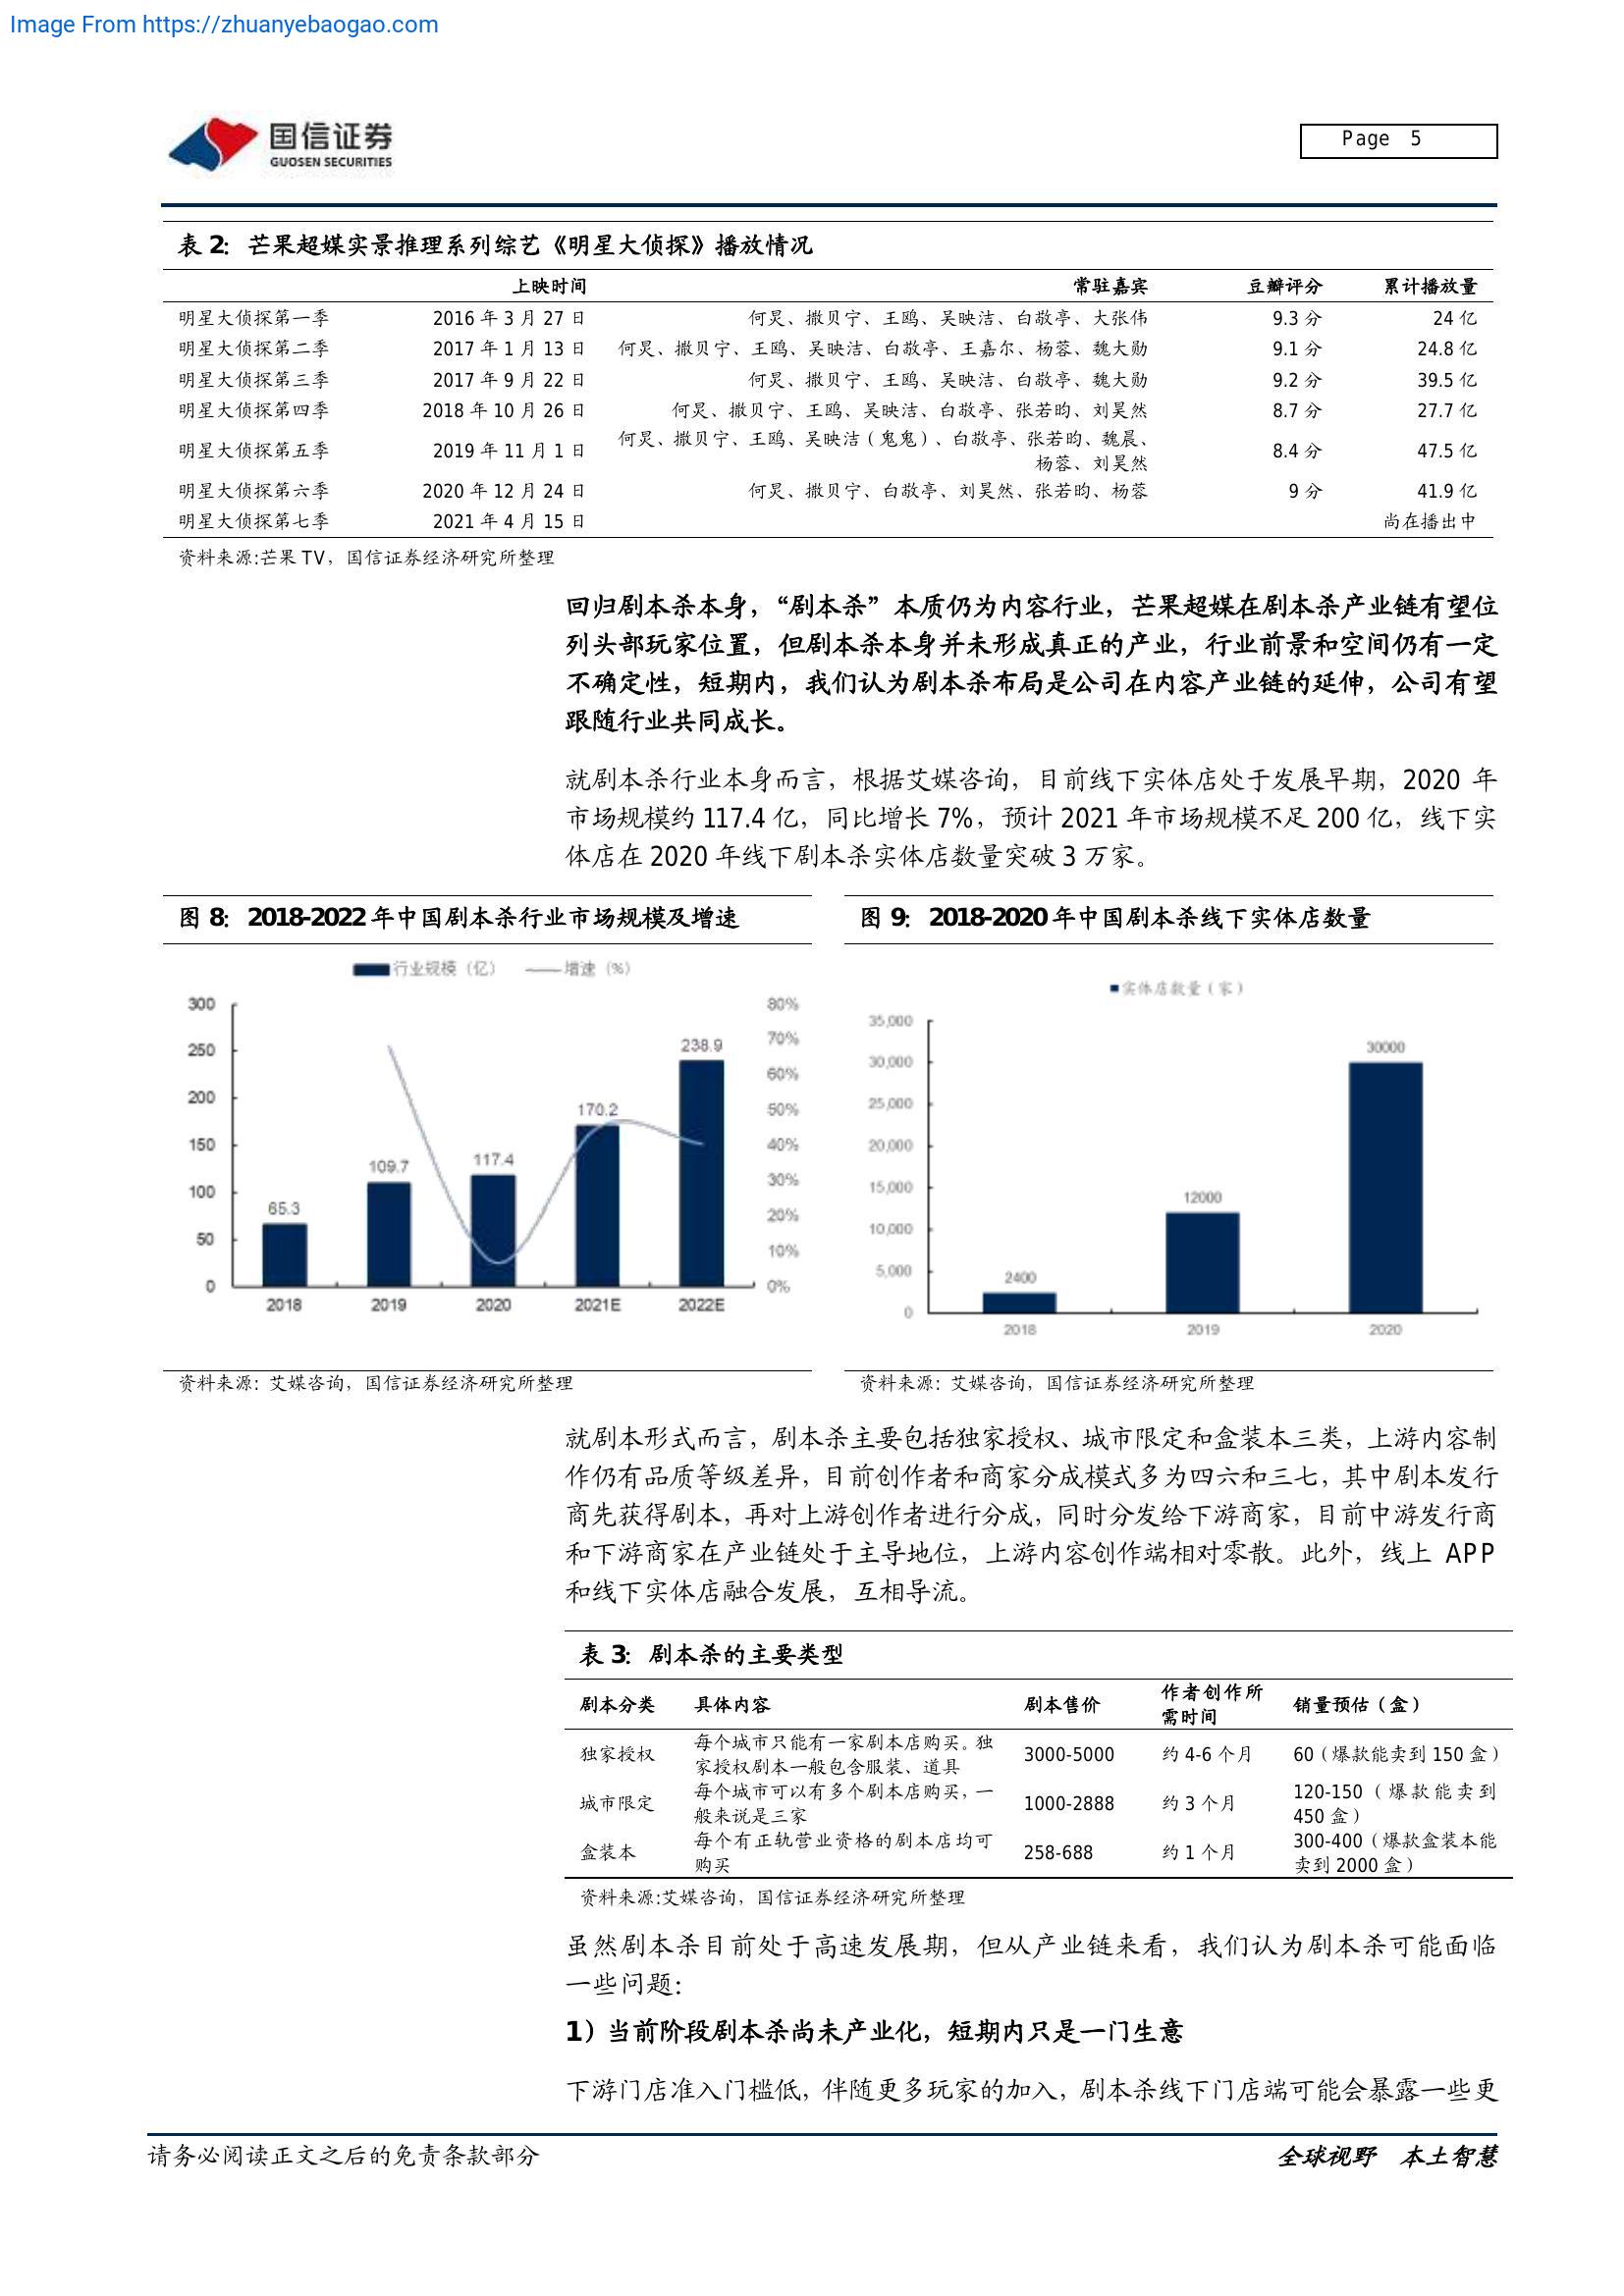 Image From https://zhuanyebaogao.com
国信证券
GUOSEN SECURITIES
Page 5
表 2：芒果超媒实景推理系列综艺《明星大侦探》播放情况
上映时间 常驻嘉宾 豆瓣评分 累计播放量
明星大侦探第一季 2016 年 3 月 27 日 何炅、撒贝宁、王鸥、吴映洁、白敬亭、大张伟 9.3 分 24 亿
明星大侦探第二季 2017 年 1 月 13 日 何炅、撒贝宁、王鸥、吴映洁、白敬亭、王嘉尔、杨蓉、魏大勋 9.1 分 24.8 亿
明星大侦探第三季 2017 年 9 月 22 日 何炅、撒贝宁、王鸥、吴映洁、白敬亭、魏大勋 9.2 分 39.5 亿
明星大侦探第四季 2018 年 10 月 26 日 何炅、撒贝宁、王鸥、吴映洁、白敬亭、张若昀、刘昊然 8.7 分 27.7 亿
明星大侦探第五季 2019 年 11 月 1 日 何炅、撒贝宁、王鸥、吴映洁（鬼鬼）、白敬亭、张若昀、魏晨、 8.4 分 47.5 亿
杨蓉、刘昊然
明星大侦探第六季 2020 年 12 月 24 日 何炅、撒贝宁、白敬亭、刘昊然、张若昀、杨蓉 9 分 41.9 亿
明星大侦探第七季 2021 年 4 月 15 日 尚在播出中
资料来源:芒果 TV，国信证券经济研究所整理
回归剧本杀本身，“剧本杀”本质仍为内容行业，芒果超媒在剧本杀产业链有望位
列头部玩家位置，但剧本杀本身并未形成真正的产业，行业前景和空间仍有一定
不确定性，短期内，我们认为剧本杀布局是公司在内容产业链的延伸，公司有望
跟随行业共同成长。
就剧本杀行业本身而言，根据艾媒咨询，目前线下实体店处于发展早期，2020 年
市场规模约 117.4 亿，同比增长 7%，预计 2021 年市场规模不足 200 亿，线下实
体店在 2020 年线下剧本杀实体店数量突破 3 万家。
图 8：2018-2022 年中国剧本杀行业市场规模及增速
行业规模（亿） 增速（%）
300 80%
70%
250 238.9
60%
200
170.2 50%
150 40%
109.7 117.4
30%
100
65.3 20%
50 10%
0 0%
2018 2019 2020 2021E 2022E
资料来源：艾媒咨询，国信证券经济研究所整理
图 9：2018-2020 年中国剧本杀线下实体店数量
实体店数量（家）
35,000
30000
30,000
25,000
20,000
15,000
12000
10,000
5,000
2400
0
2018 2019 2020
资料来源：艾媒咨询，国信证券经济研究所整理
就剧本形式而言，剧本杀主要包括独家授权、城市限定和盒装本三类，上游内容制
作仍有品质等级差异，目前创作者和商家分成模式多为四六和三七，其中剧本发行
商先获得剧本，再对上游创作者进行分成，同时分发给下游商家，目前中游发行商
和下游商家在产业链处于主导地位，上游内容创作端相对零散。此外，线上 APP
和线下实体店融合发展，互相导流。
表 3：剧本杀的主要类型
剧本分类 具体内容 剧本售价 作者创作所 销量预估（盒）
需时间
独家授权 每个城市只能有一家剧本店购买。独 3000-5000 约 4-6 个月 60（爆款能卖到 150 盒）
家授权剧本一般包含服装、道具
城市限定 每个城市可以有多个剧本店购买，一 1000-2888 约 3 个月 120-150（爆款能卖到
般来说是三家 450 盒）
盒装本 每个有正轨营业资格的剧本店均可 258-688 约 1 个月 300-400（爆款盒装本能
购买 卖到 2000 盒）
资料来源:艾媒咨询，国信证券经济研究所整理
虽然剧本杀目前处于高速发展期，但从产业链来看，我们认为剧本杀可能面临
一些问题：
1）当前阶段剧本杀尚未产业化，短期内只是一门生意
下游门店准入门槛低，伴随更多玩家的加入，剧本杀线下门店端可能会暴露一些更
请务必阅读正文之后的免责条款部分
全球视野 本土智慧